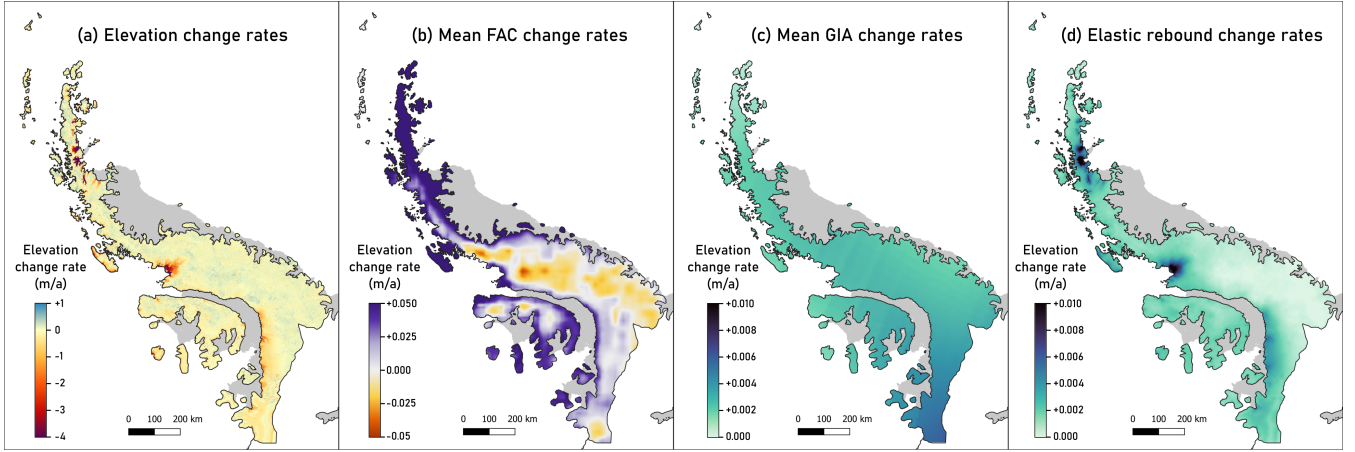 (a) Elevation change rates
Elevation
change rate
(m/a)
+1
0
-1
-2
-3
-4
0 100 200 km
(b) Mean FAC change rates
Elevation
change rate
(m/a)
+0.050
+0.025
0.000
-0.025
-0.05
0 100 200 km
(c) Mean GIA change rates
Elevation
change rate
(m/a)
+0.010
+0.008
+0.006
+0.004
+0.002
0.000
0 100 200 km
(d) Elastic rebound change rates
Elevation
change rate
(m/a)
+0.010
+0.008
+0.006
+0.004
+0.002
0.000
0 100 200 km